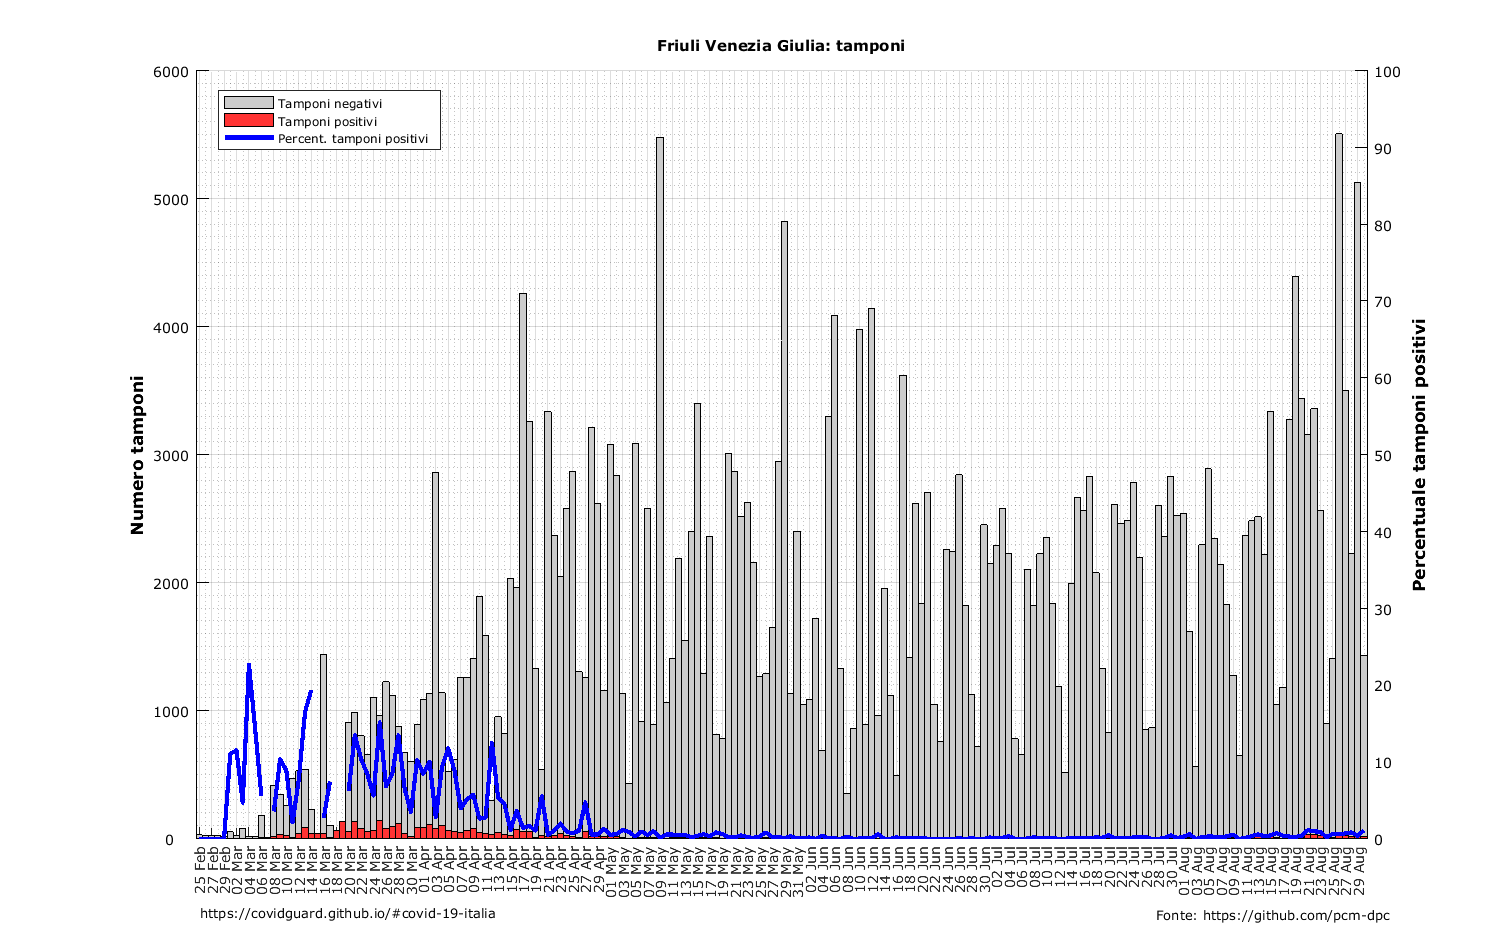 Friuli Venezia Giulia: tamponi
6000
5000
4000
3000
2000
1000
0
Numero tamponi
Tamponi negativi
Tamponi positivi
Percent. tamponi positivi
100
90
80
70
60
50
40
30
20
10
0
Percentuale tamponi positivi
25 Feb
27 Feb
29 Feb
02 Mar
04 Mar
06 Mar
08 Mar
10 Mar
12 Mar
14 Mar
16 Mar
18 Mar
20 Mar
22 Mar
24 Mar
26 Mar
28 Mar
30 Mar
01 Apr
03 Apr
05 Apr
07 Apr
09 Apr
11 Apr
13 Apr
15 Apr
17 Apr
19 Apr
21 Apr
23 Apr
25 Apr
27 Apr
29 Apr
01 May
03 May
05 May
07 May
09 May
11 May
13 May
15 May
17 May
19 May
21 May
23 May
25 May
27 May
29 May
31 May
02 Jun
04 Jun
06 Jun
08 Jun
10 Jun
12 Jun
14 Jun
16 Jun
18 Jun
20 Jun
22 Jun
24 Jun
26 Jun
28 Jun
30 Jun
02 Jul
04 Jul
06 Jul
08 Jul
10 Jul
12 Jul
14 Jul
16 Jul
18 Jul
20 Jul
22 Jul
24 Jul
26 Jul
28 Jul
30 Jul
01 Aug
03 Aug
05 Aug
07 Aug
09 Aug
11 Aug
13 Aug
15 Aug
17 Aug
19 Aug
21 Aug
23 Aug
25 Aug
27 Aug
29 Aug
https://covidguard.github.io/#covid-19-italia
Fonte: https://github.com/pcm-dpc